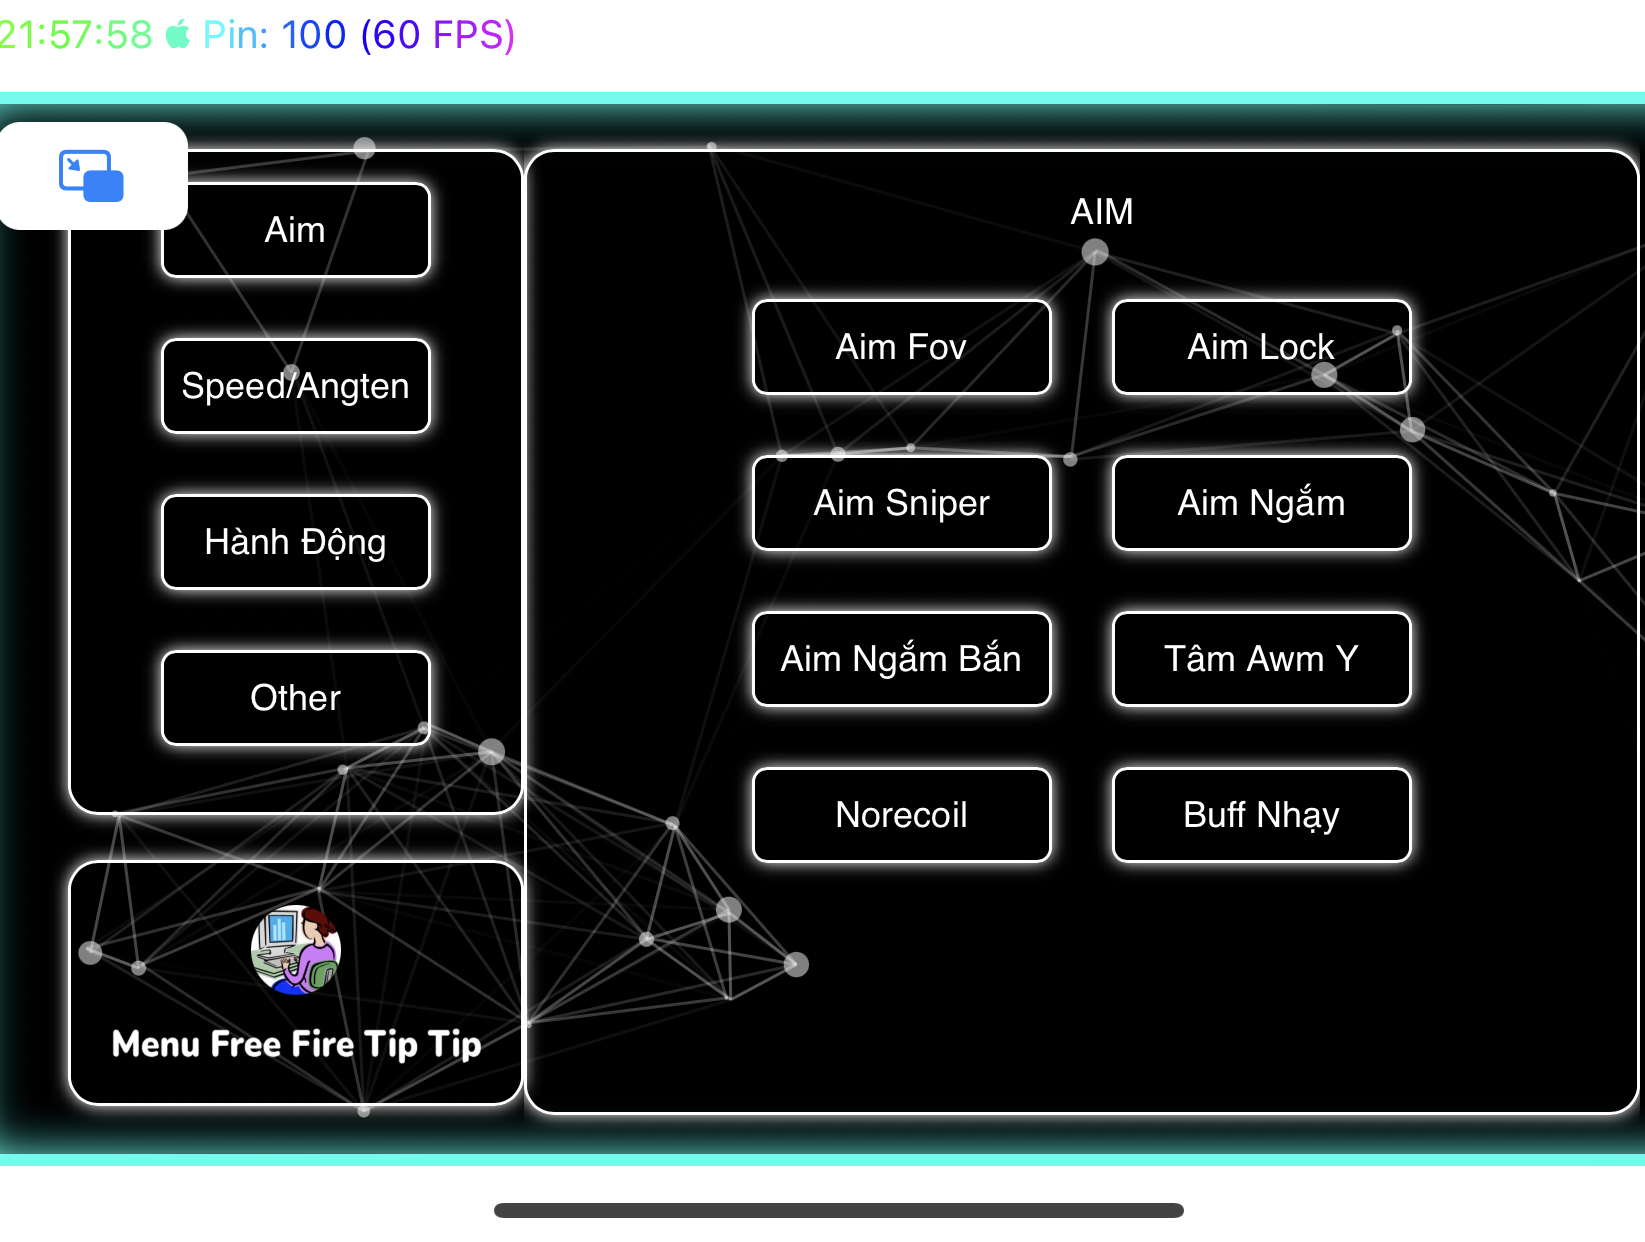 21:57:58 Pin: 100 (60 FPS)
Aim
Speed/Angten
Hành Động
Other
Menu Free Fire Tip Tip
AIM
Aim Fov
Aim Lock
Aim Sniper
Aim Ngắm
Aim Ngắm Bắn
Tâm Awm Y
Norecoil
Buff Nhạy